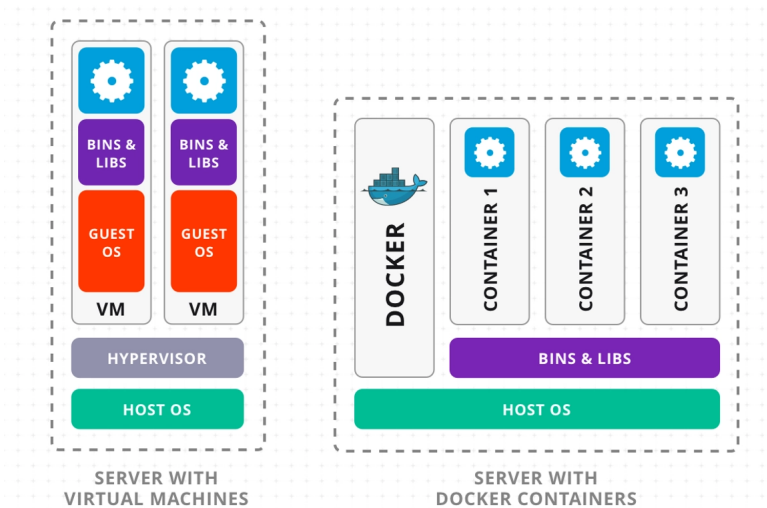 BINS &
LIBS
GUEST
OS
VM
BINS &
LIBS
GUEST
OS
VM
HYPERVISOR
HOST OS
SERVER WITH
VIRTUAL MACHINES
DOCKER
CONTAINER 1
CONTAINER 2
CONTAINER 3
BINS & LIBS
HOST OS
SERVER WITH
DOCKER CONTAINERS